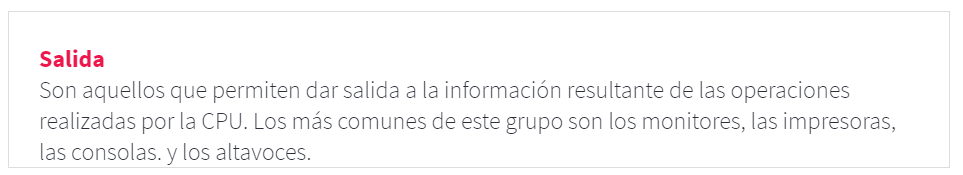 Salida
Son aquellos que permiten dar salida a la información resultante de las operaciones
realizadas por la CPU. Los más comunes de este grupo son los monitores, las impresoras,
las consolas. y los altavoces.